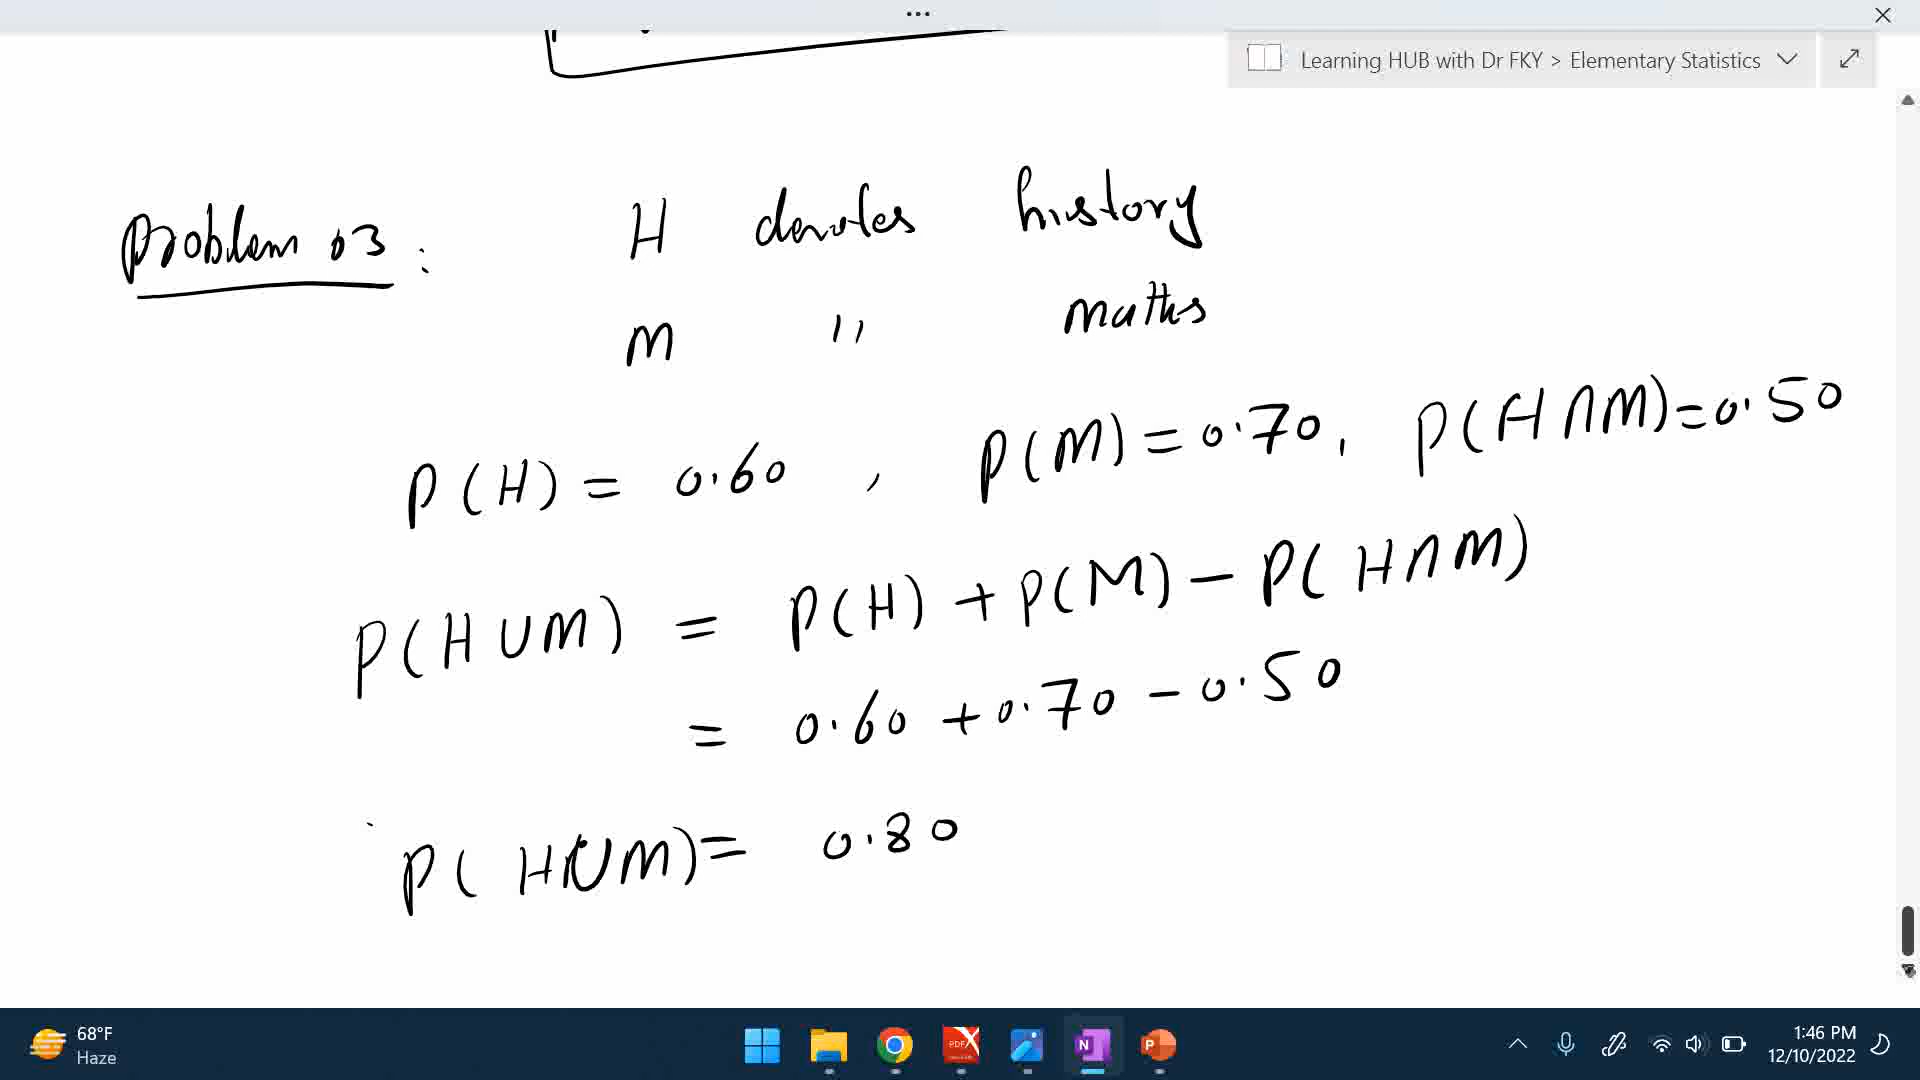 Learning HUB with Dr FKY > Elementary Statistics
Problem 03 :
H denotes history
M " maths
P(H) = 0.60 , P(M) = 0.70 , P(H∩M) = 0.50
P(H∪M) = P(H) + P(M) - P(H∩M)
= 0.60 + 0.70 - 0.50
P(H∪M) = 0.80
68°F
Haze
1:46 PM
12/10/2022